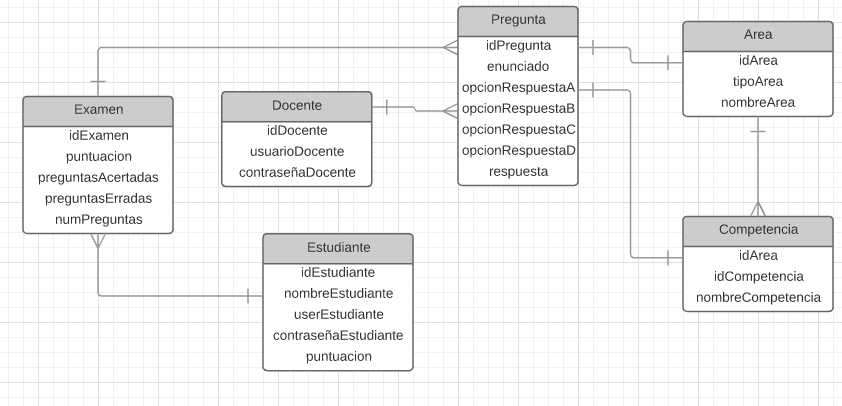 Pregunta
idPregunta
enunciado
opcionRespuestaA
opcionRespuestaB
opcionRespuestaC
opcionRespuestaD
respuesta
Area
idArea
tipoArea
nombreArea
Examen
idExamen
puntuacion
preguntasAcertadas
preguntasErradas
numPreguntas
Docente
idDocente
usuarioDocente
contraseñaDocente
Estudiante
idEstudiante
nombreEstudiante
userEstudiante
contraseñaEstudiante
puntuacion
Competencia
idArea
idCompetencia
nombreCompetencia